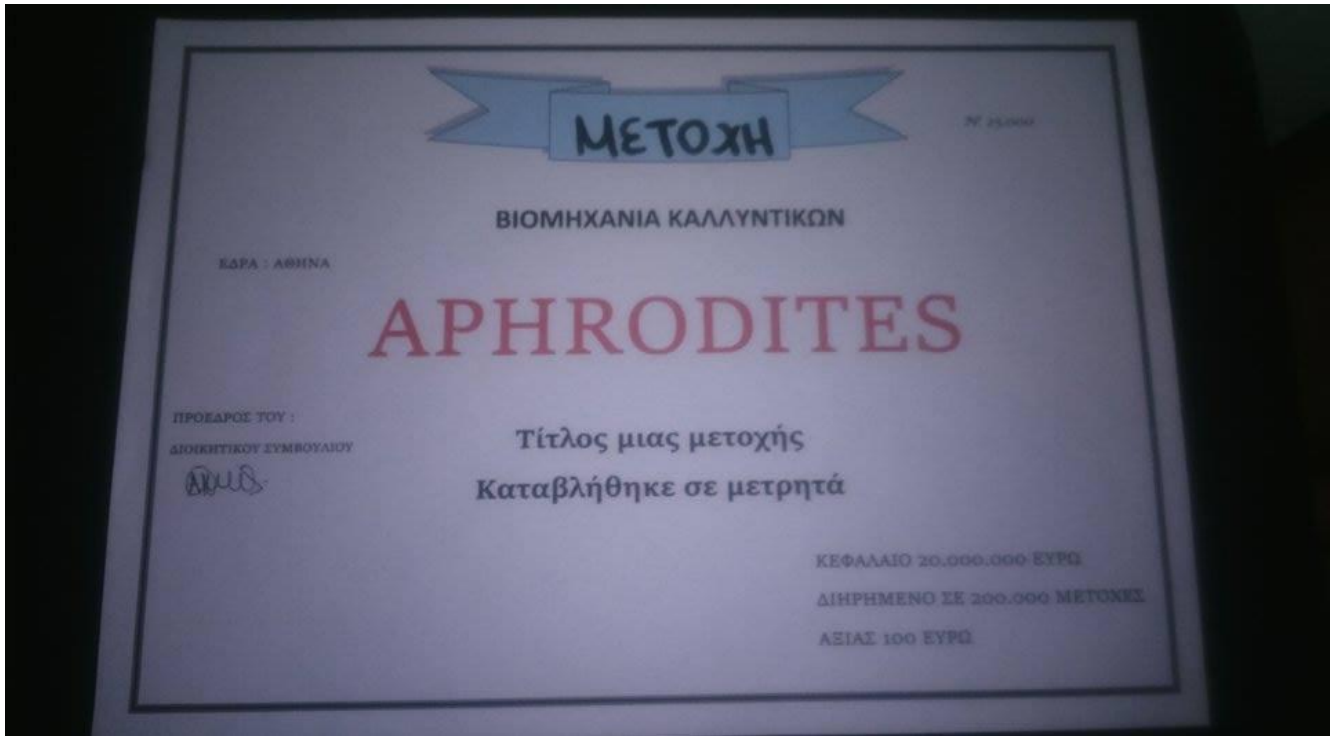 ΜΕΤΟΧΗ
Νº 25.000
ΒΙΟΜΗΧΑΝΙΑ ΚΑΛΛΥΝΤΙΚΩΝ
ΕΔΡΑ : ΑΘΗΝΑ
APHRODITES
ΠΡΟΕΔΡΟΣ ΤΟΥ :
ΔΙΟΙΚΗΤΙΚΟΥ ΣΥΜΒΟΥΛΙΟΥ
Τίτλος μιας μετοχής
Καταβλήθηκε σε μετρητά
ΚΕΦΑΛΑΙΟ 20.000.000 ΕΥΡΩ
ΔΙΗΡΗΜΕΝΟ ΣΕ 200.000 ΜΕΤΟΧΕΣ
ΑΞΙΑΣ 100 ΕΥΡΩ